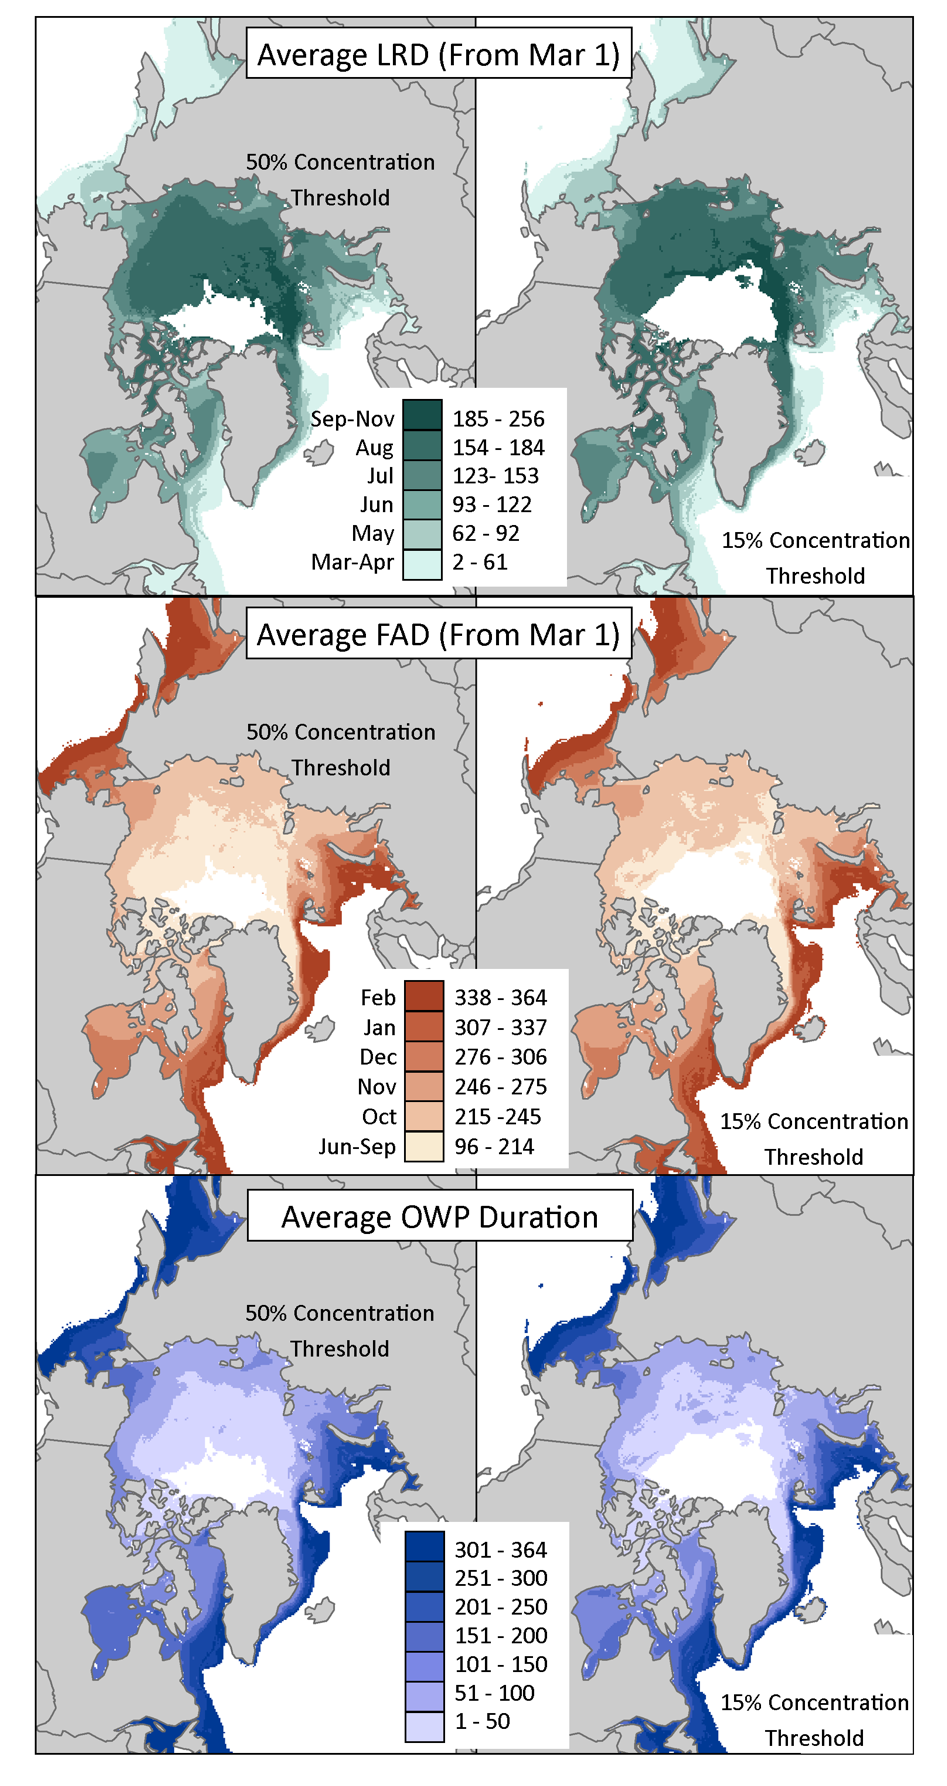 Average LRD (From Mar 1)
50% Concentration
Threshold
Sep-Nov 185 - 256
Aug 154 - 184
Jul 123- 153
Jun 93 - 122
May 62 - 92
Mar-Apr 2 - 61
15% Concentration
Threshold
Average FAD (From Mar 1)
50% Concentration
Threshold
Feb 338 - 364
Jan 307 - 337
Dec 276 - 306
Nov 246 - 275
Oct 215 -245
Jun-Sep 96 - 214
15% Concentration
Threshold
Average OWP Duration
50% Concentration
Threshold
301 - 364
251 - 300
201 - 250
151 - 200
101 - 150
51 - 100
1 - 50
15% Concentration
Threshold